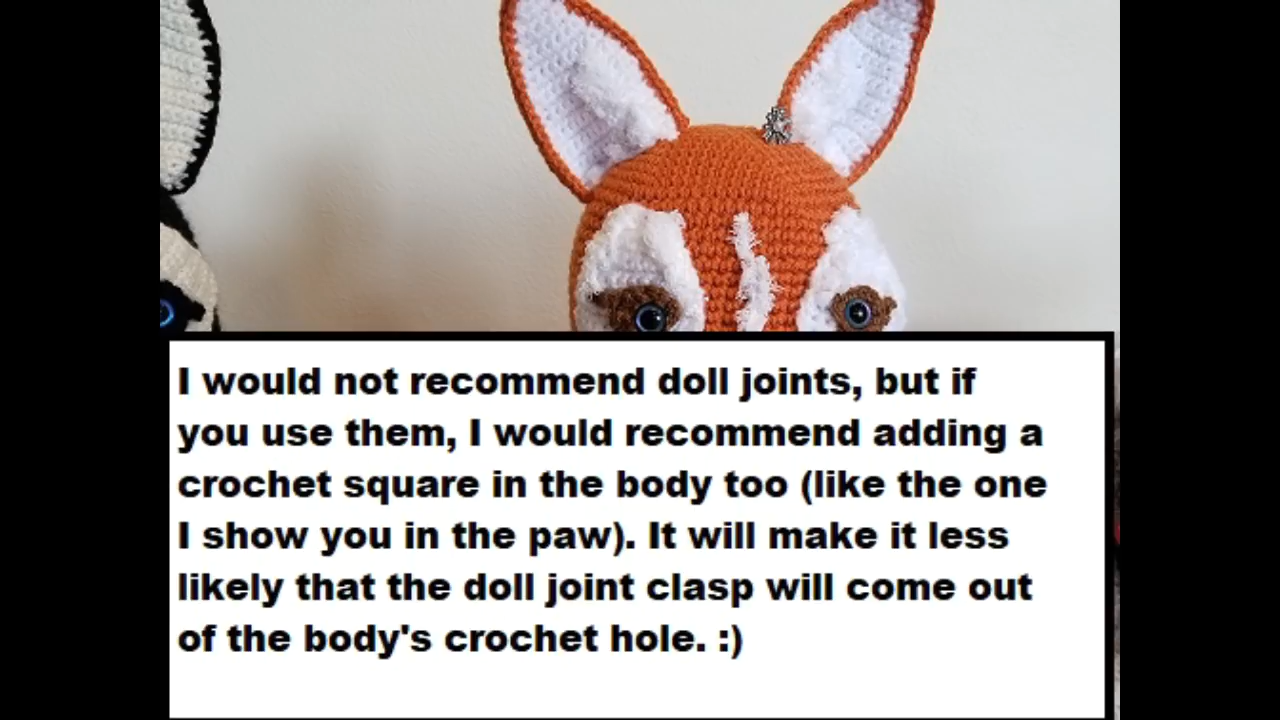 I would not recommend doll joints, but if
you use them, I would recommend adding a
crochet square in the body too (like the one
I show you in the paw). It will make it less
likely that the doll joint clasp will come out
of the body's crochet hole. :)